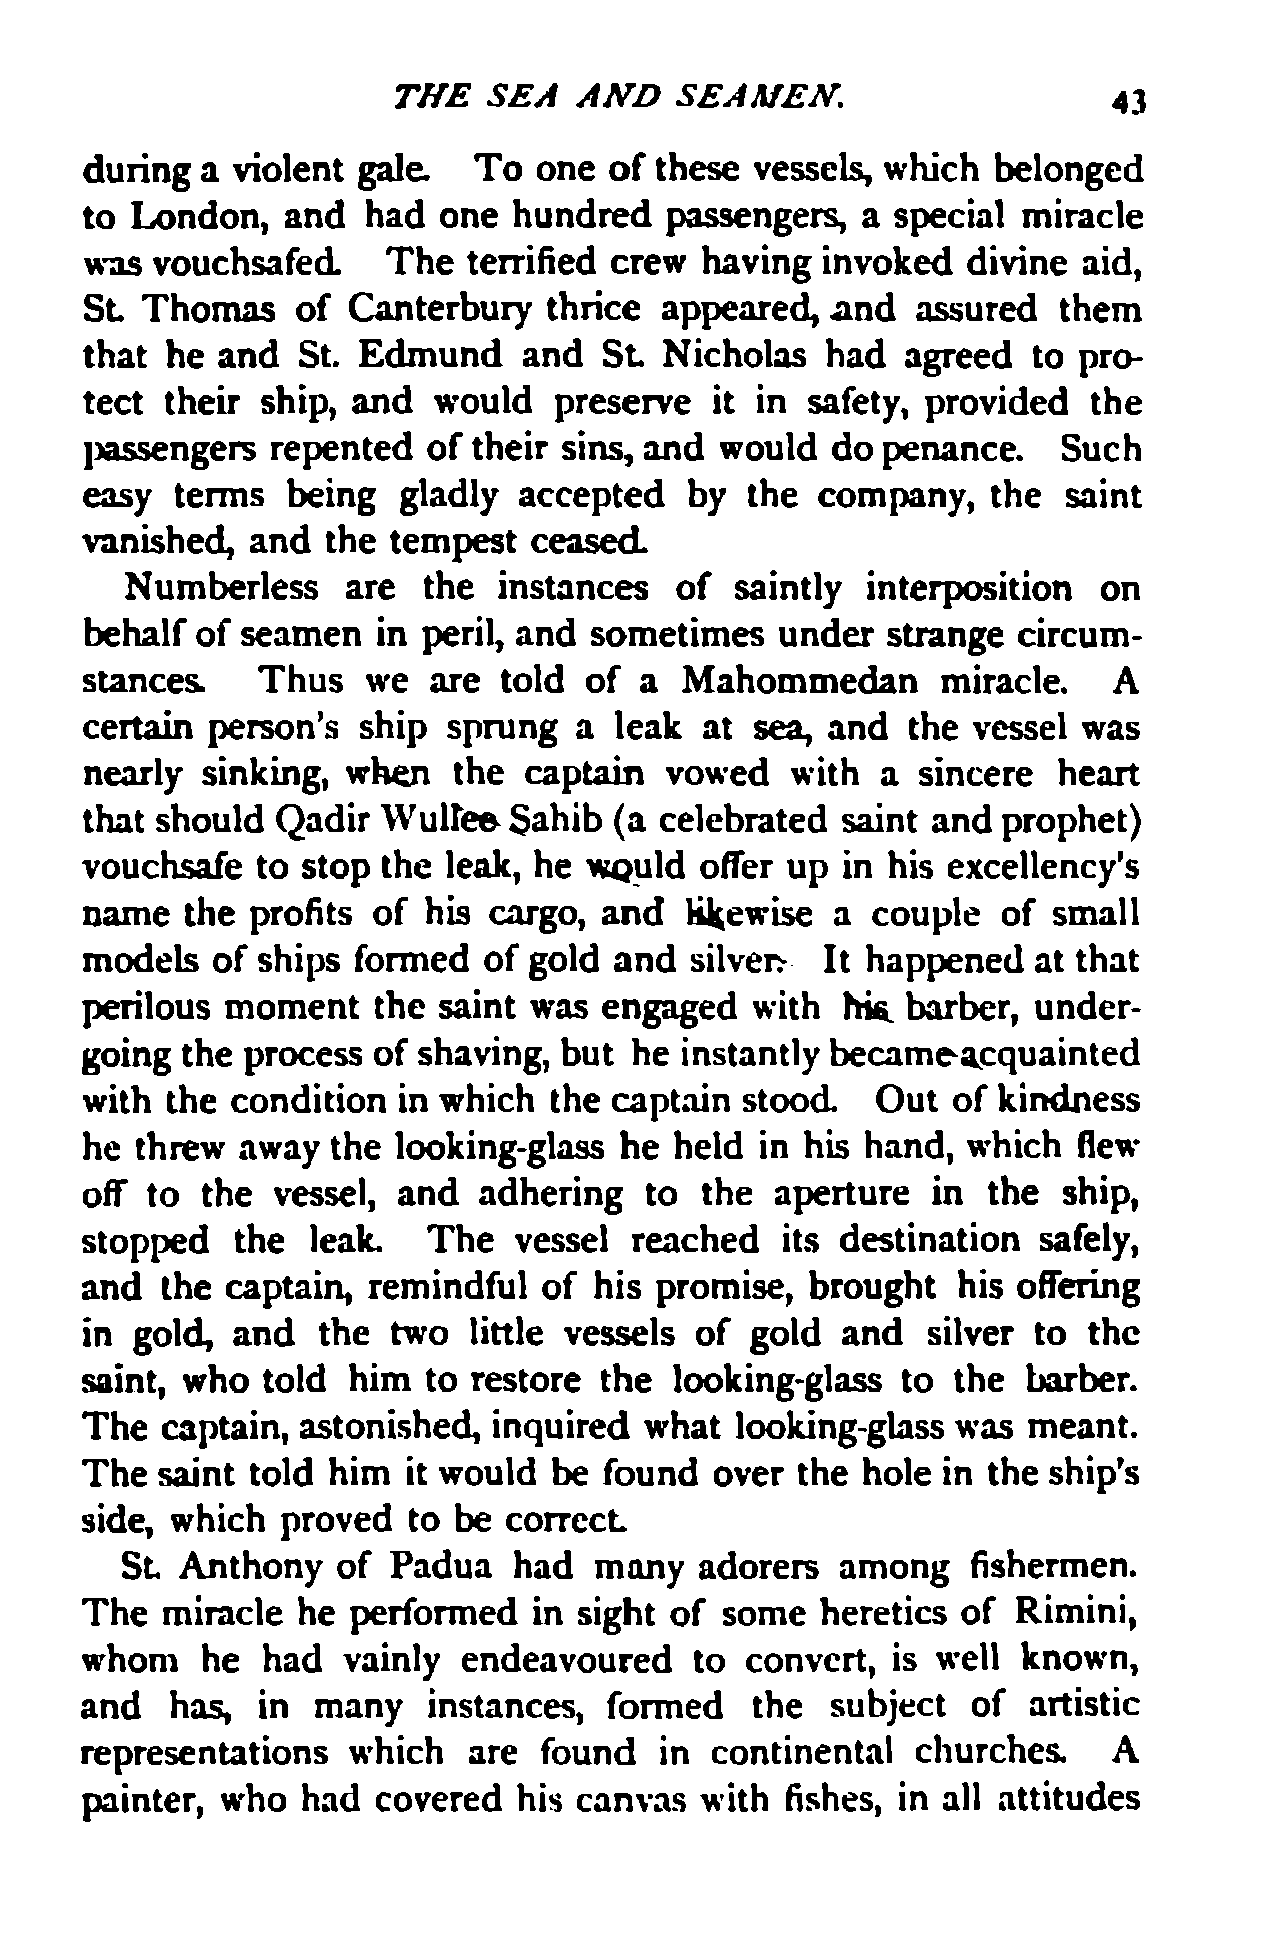 THE SEA AND SEAMEN. 43
during a violent gale. To one of these vessels, which belonged
to London, and had one hundred passengers, a special miracle
was vouchsafed. The terrified crew having invoked divine aid,
St. Thomas of Canterbury thrice appeared, and assured them
that he and St. Edmund and St. Nicholas had agreed to pro-
tect their ship, and would preserve it in safety, provided the
passengers repented of their sins, and would do penance. Such
easy terms being gladly accepted by the company, the saint
vanished, and the tempest ceased.
Numberless are the instances of saintly interposition on
behalf of seamen in peril, and sometimes under strange circum-
stances. Thus we are told of a Mahommedan miracle. A
certain person's ship sprung a leak at sea, and the vessel was
nearly sinking, when the captain vowed with a sincere heart
that should Qadir Wullee Sahib (a celebrated saint and prophet)
vouchsafe to stop the leak, he would offer up in his excellency's
name the profits of his cargo, and likewise a couple of small
models of ships formed of gold and silver. It happened at that
perilous moment the saint was engaged with his barber, under-
going the process of shaving, but he instantly became acquainted
with the condition in which the captain stood. Out of kindness
he threw away the looking-glass he held in his hand, which flew
off to the vessel, and adhering to the aperture in the ship,
stopped the leak. The vessel reached its destination safely,
and the captain, remindful of his promise, brought his offering
in gold, and the two little vessels of gold and silver to the
saint, who told him to restore the looking-glass to the barber.
The captain, astonished, inquired what looking-glass was meant.
The saint told him it would be found over the hole in the ship's
side, which proved to be correct.
St. Anthony of Padua had many adorers among fishermen.
The miracle he performed in sight of some heretics of Rimini,
whom he had vainly endeavoured to convert, is well known,
and has, in many instances, formed the subject of artistic
representations which are found in continental churches. A
painter, who had covered his canvas with fishes, in all attitudes